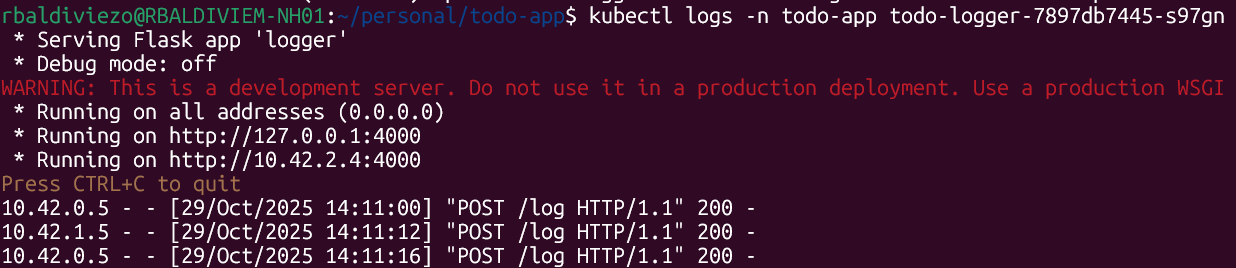 rbaldiviezo@RBALDIVIEM-NH01:~/personal/todo-app$ kubectl logs -n todo-app todo-logger-7897db7445-s97gn
 * Serving Flask app 'logger'
 * Debug mode: off
WARNING: This is a development server. Do not use it in a production deployment. Use a production WSGI
 * Running on all addresses (0.0.0.0)
 * Running on http://127.0.0.1:4000
 * Running on http://10.42.2.4:4000
Press CTRL+C to quit
10.42.0.5 - - [29/Oct/2025 14:11:00] "POST /log HTTP/1.1" 200 -
10.42.1.5 - - [29/Oct/2025 14:11:12] "POST /log HTTP/1.1" 200 -
10.42.0.5 - - [29/Oct/2025 14:11:16] "POST /log HTTP/1.1" 200 -